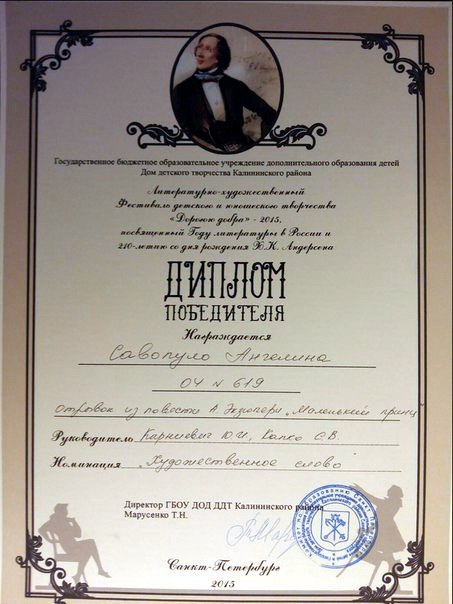 Государственное бюджетное образовательное учреждение дополнительного образования детей
Дом детского творчества Калининского района
Литературно-художественный
Фестиваль детского и юношеского творчества
«Дорогою добра» - 2015,
посвященный Году литературы в России и
210-летию со дня рождения Х.К. Андерсена
ДИПЛОМ
ПОБЕДИТЕЛЯ
Награждается
Савопуло Ангелина
ОУ № 619
отрывок из повести А Экзюпери „Маленький принц"
Руководитель Карниевич Ю.И, Капко С.В.
Номинация „Художественное слово"
Директор ГБОУ ДОД ДДТ Калининского района
Марусенко Т.Н.
Санкт-Петербург
2015